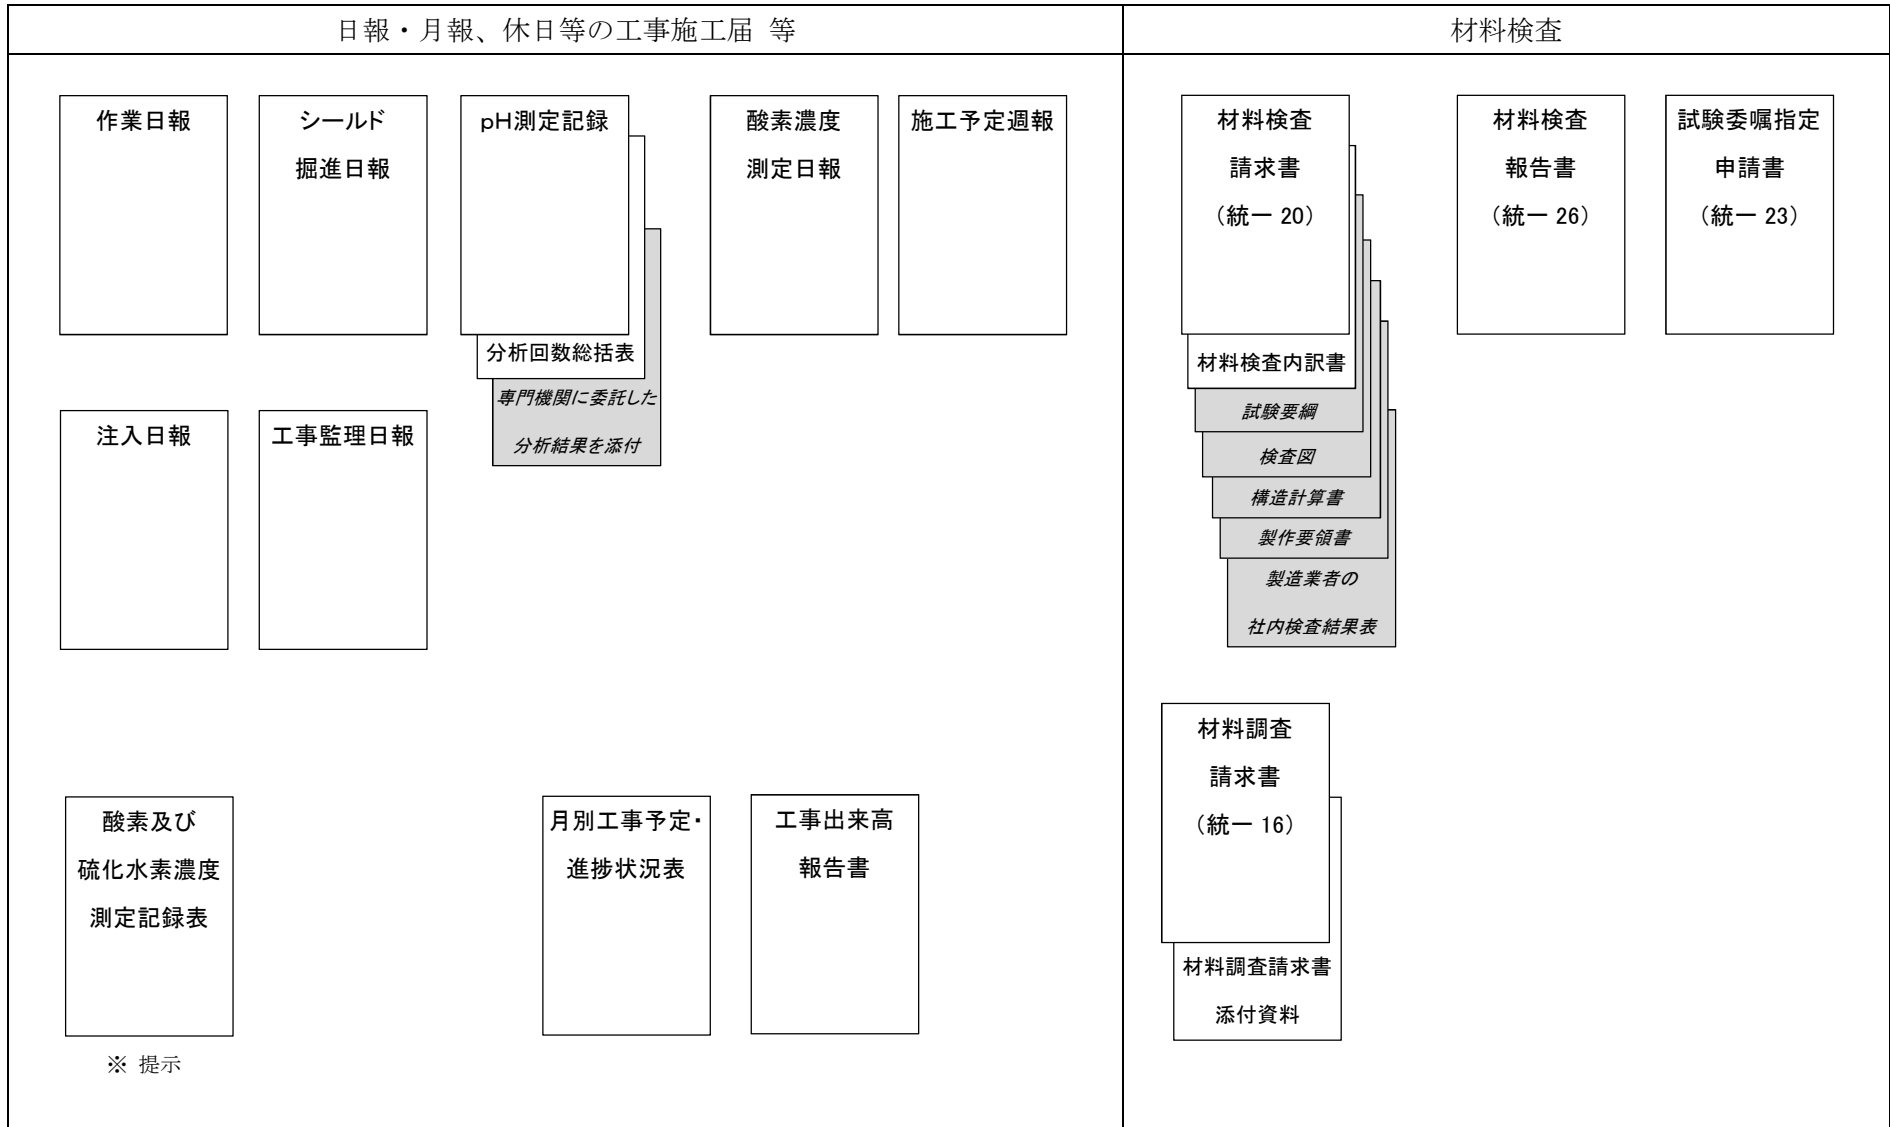 日報・月報、休日等の工事施工届 等
作業日報
シールド
掘進日報
pH測定記録
分析回数総括表
専門機関に委託した
分析結果を添付
酸素濃度
測定日報
施工予定週報
注入日報
工事監理日報
酸素及び
硫化水素濃度
測定記録表
※ 提示
月別工事予定・
進捗状況表
工事出来高
報告書
材料検査
材料検査
請求書
（統一 20）
材料検査内訳書
試験要綱
検査図
構造計算書
製作要領書
製造業者の
社内検査結果表
材料検査
報告書
（統一 26）
試験委嘱指定
申請書
（統一 23）
材料調査
請求書
（統一 16）
材料調査請求書
添付資料